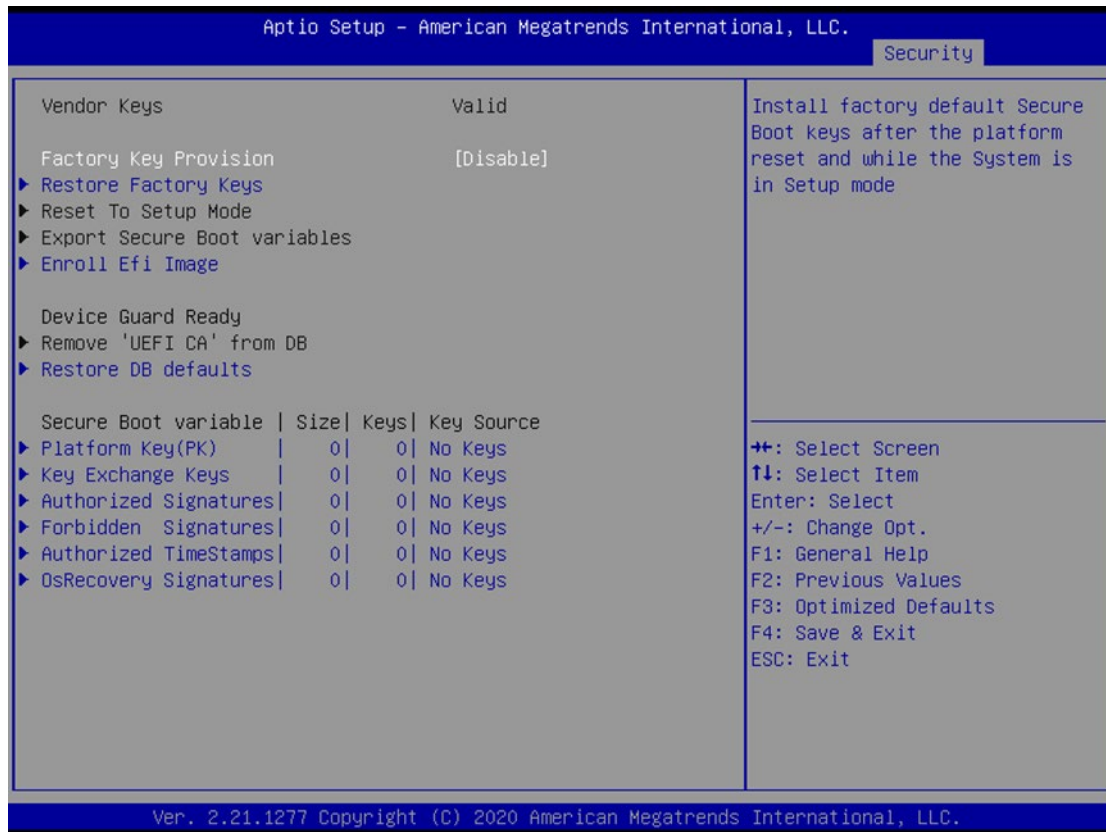 Aptio Setup – American Megatrends International, LLC.
Security
Vendor Keys Valid
Factory Key Provision [Disable]
▶ Restore Factory Keys
▶ Reset To Setup Mode
▶ Export Secure Boot variables
▶ Enroll Efi Image
Device Guard Ready
▶ Remove 'UEFI CA' from DB
▶ Restore DB defaults
Secure Boot variable | Size| Keys| Key Source
▶ Platform Key(PK) | 0| 0| No Keys
▶ Key Exchange Keys | 0| 0| No Keys
▶ Authorized Signatures| 0| 0| No Keys
▶ Forbidden Signatures| 0| 0| No Keys
▶ Authorized TimeStamps| 0| 0| No Keys
▶ OsRecovery Signatures| 0| 0| No Keys
Install factory default Secure
Boot keys after the platform
reset and while the System is
in Setup mode
→←: Select Screen
↑↓: Select Item
Enter: Select
+/-: Change Opt.
F1: General Help
F2: Previous Values
F3: Optimized Defaults
F4: Save & Exit
ESC: Exit
Ver. 2.21.1277 Copyright (C) 2020 American Megatrends International, LLC.